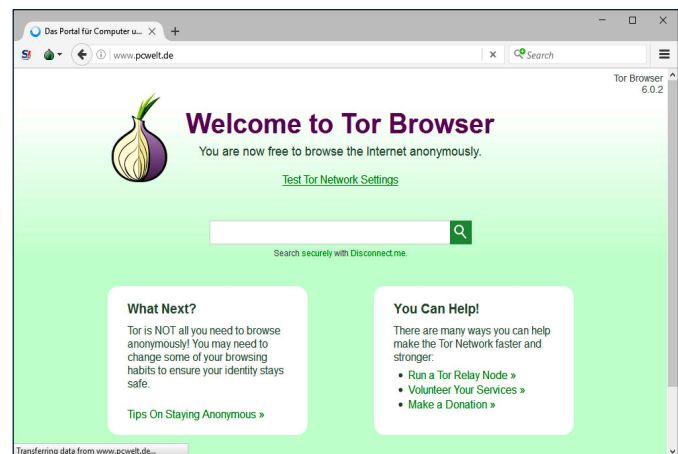 Das Portal für Computer u...
www.pcwelt.de
Search
Tor Browser
6.0.2
Welcome to Tor Browser
You are now free to browse the Internet anonymously.
Test Tor Network Settings
Search securely with Disconnect.me.
What Next?
Tor is NOT all you need to browse
anonymously! You may need to
change some of your browsing
habits to ensure your identity stays
safe.
Tips On Staying Anonymous »
You Can Help!
There are many ways you can help
make the Tor Network faster and
stronger:
• Run a Tor Relay Node »
• Volunteer Your Services »
• Make a Donation »
Transferring data from www.pcwelt.de...